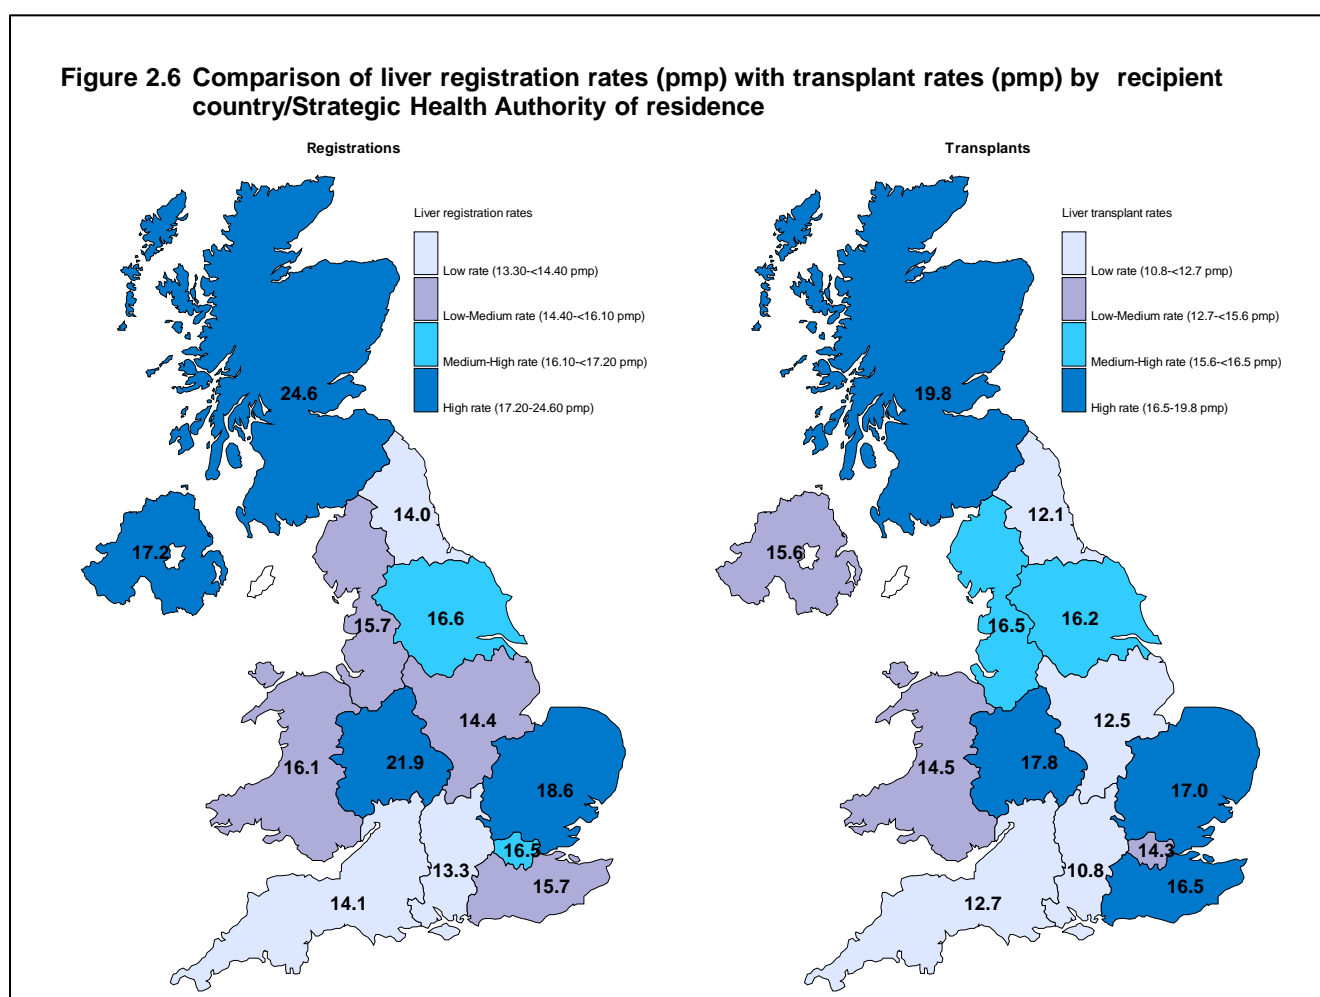 Figure 2.6 Comparison of liver registration rates (pmp) with transplant rates (pmp) by recipient
country/Strategic Health Authority of residence
Registrations
Liver registration rates
Low rate (13.30-<14.40 pmp)
Low-Medium rate (14.40-<16.10 pmp)
Medium-High rate (16.10-<17.20 pmp)
High rate (17.20-24.60 pmp)
24.6
14.0
17.2
15.7
16.6
14.4
16.1
21.9
18.6
16.5
13.3
15.7
14.1
Transplants
Liver transplant rates
Low rate (10.8-<12.7 pmp)
Low-Medium rate (12.7-<15.6 pmp)
Medium-High rate (15.6-<16.5 pmp)
High rate (16.5-19.8 pmp)
19.8
12.1
15.6
16.5
16.2
12.5
14.5
17.8
17.0
14.3
10.8
16.5
12.7